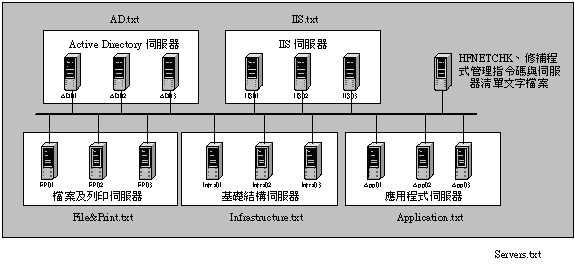 AD.txt
IIS.txt
Active Directory 伺服器
IIS 伺服器
AD01
AD02
AD03
IIS01
IIS02
IIS03
HFNETCHK、修補程
式管理指令碼與伺服
器清單文字檔案
FP01
FP02
FP03
Infra01
Infra02
Infra03
App01
App02
App03
檔案及列印伺服器
基礎結構伺服器
應用程式伺服器
File&Print.txt
Infrastructure.txt
Application.txt
Servers.txt